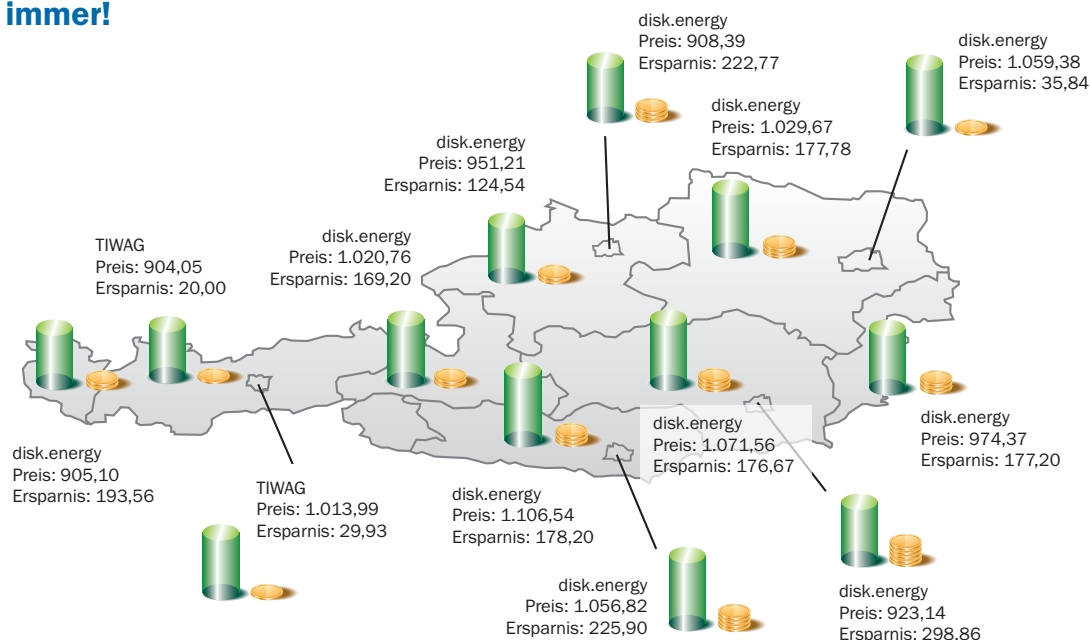 immer!
disk.energy
Preis: 908,39
Ersparnis: 222,77
disk.energy
Preis: 1.059,38
Ersparnis: 35,84
disk.energy
Preis: 1.029,67
Ersparnis: 177,78
disk.energy
Preis: 951,21
Ersparnis: 124,54
disk.energy
Preis: 1.020,76
Ersparnis: 169,20
TIWAG
Preis: 904,05
Ersparnis: 20,00
disk.energy
Preis: 905,10
Ersparnis: 193,56
TIWAG
Preis: 1.013,99
Ersparnis: 29,93
disk.energy
Preis: 1.106,54
Ersparnis: 178,20
disk.energy
Preis: 1.071,56
Ersparnis: 176,67
disk.energy
Preis: 974,37
Ersparnis: 177,20
disk.energy
Preis: 1.056,82
Ersparnis: 225,90
disk.energy
Preis: 923,14
Ersparnis: 298,86